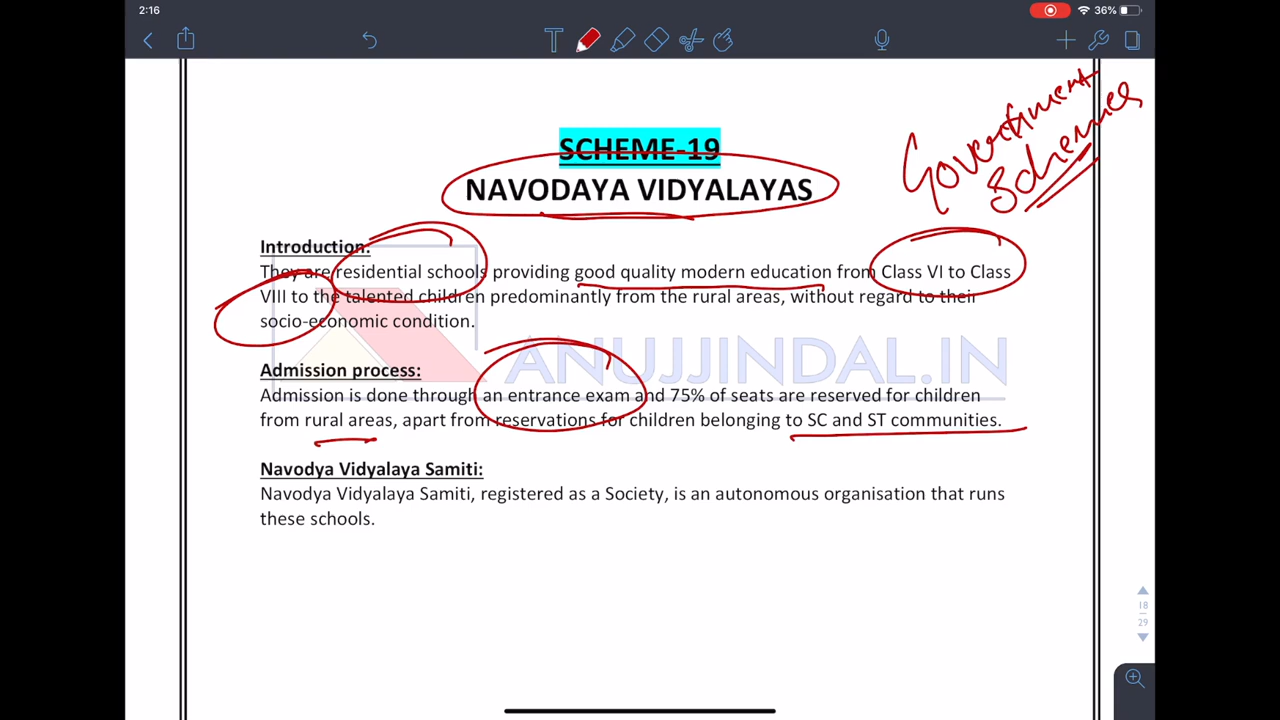 2:16
36%
Government
Schemes
SCHEME-19
NAVODAYA VIDYALAYAS
Introduction:
They are residential schools providing good quality modern education from Class VI to Class
VIII to the talented children predominantly from the rural areas, without regard to their
socio-economic condition.
ANUJJINDAL.IN
Admission process:
Admission is done through an entrance exam and 75% of seats are reserved for children
from rural areas, apart from reservations for children belonging to SC and ST communities.
Navodya Vidyalaya Samiti:
Navodya Vidyalaya Samiti, registered as a Society, is an autonomous organisation that runs
these schools.
18
29